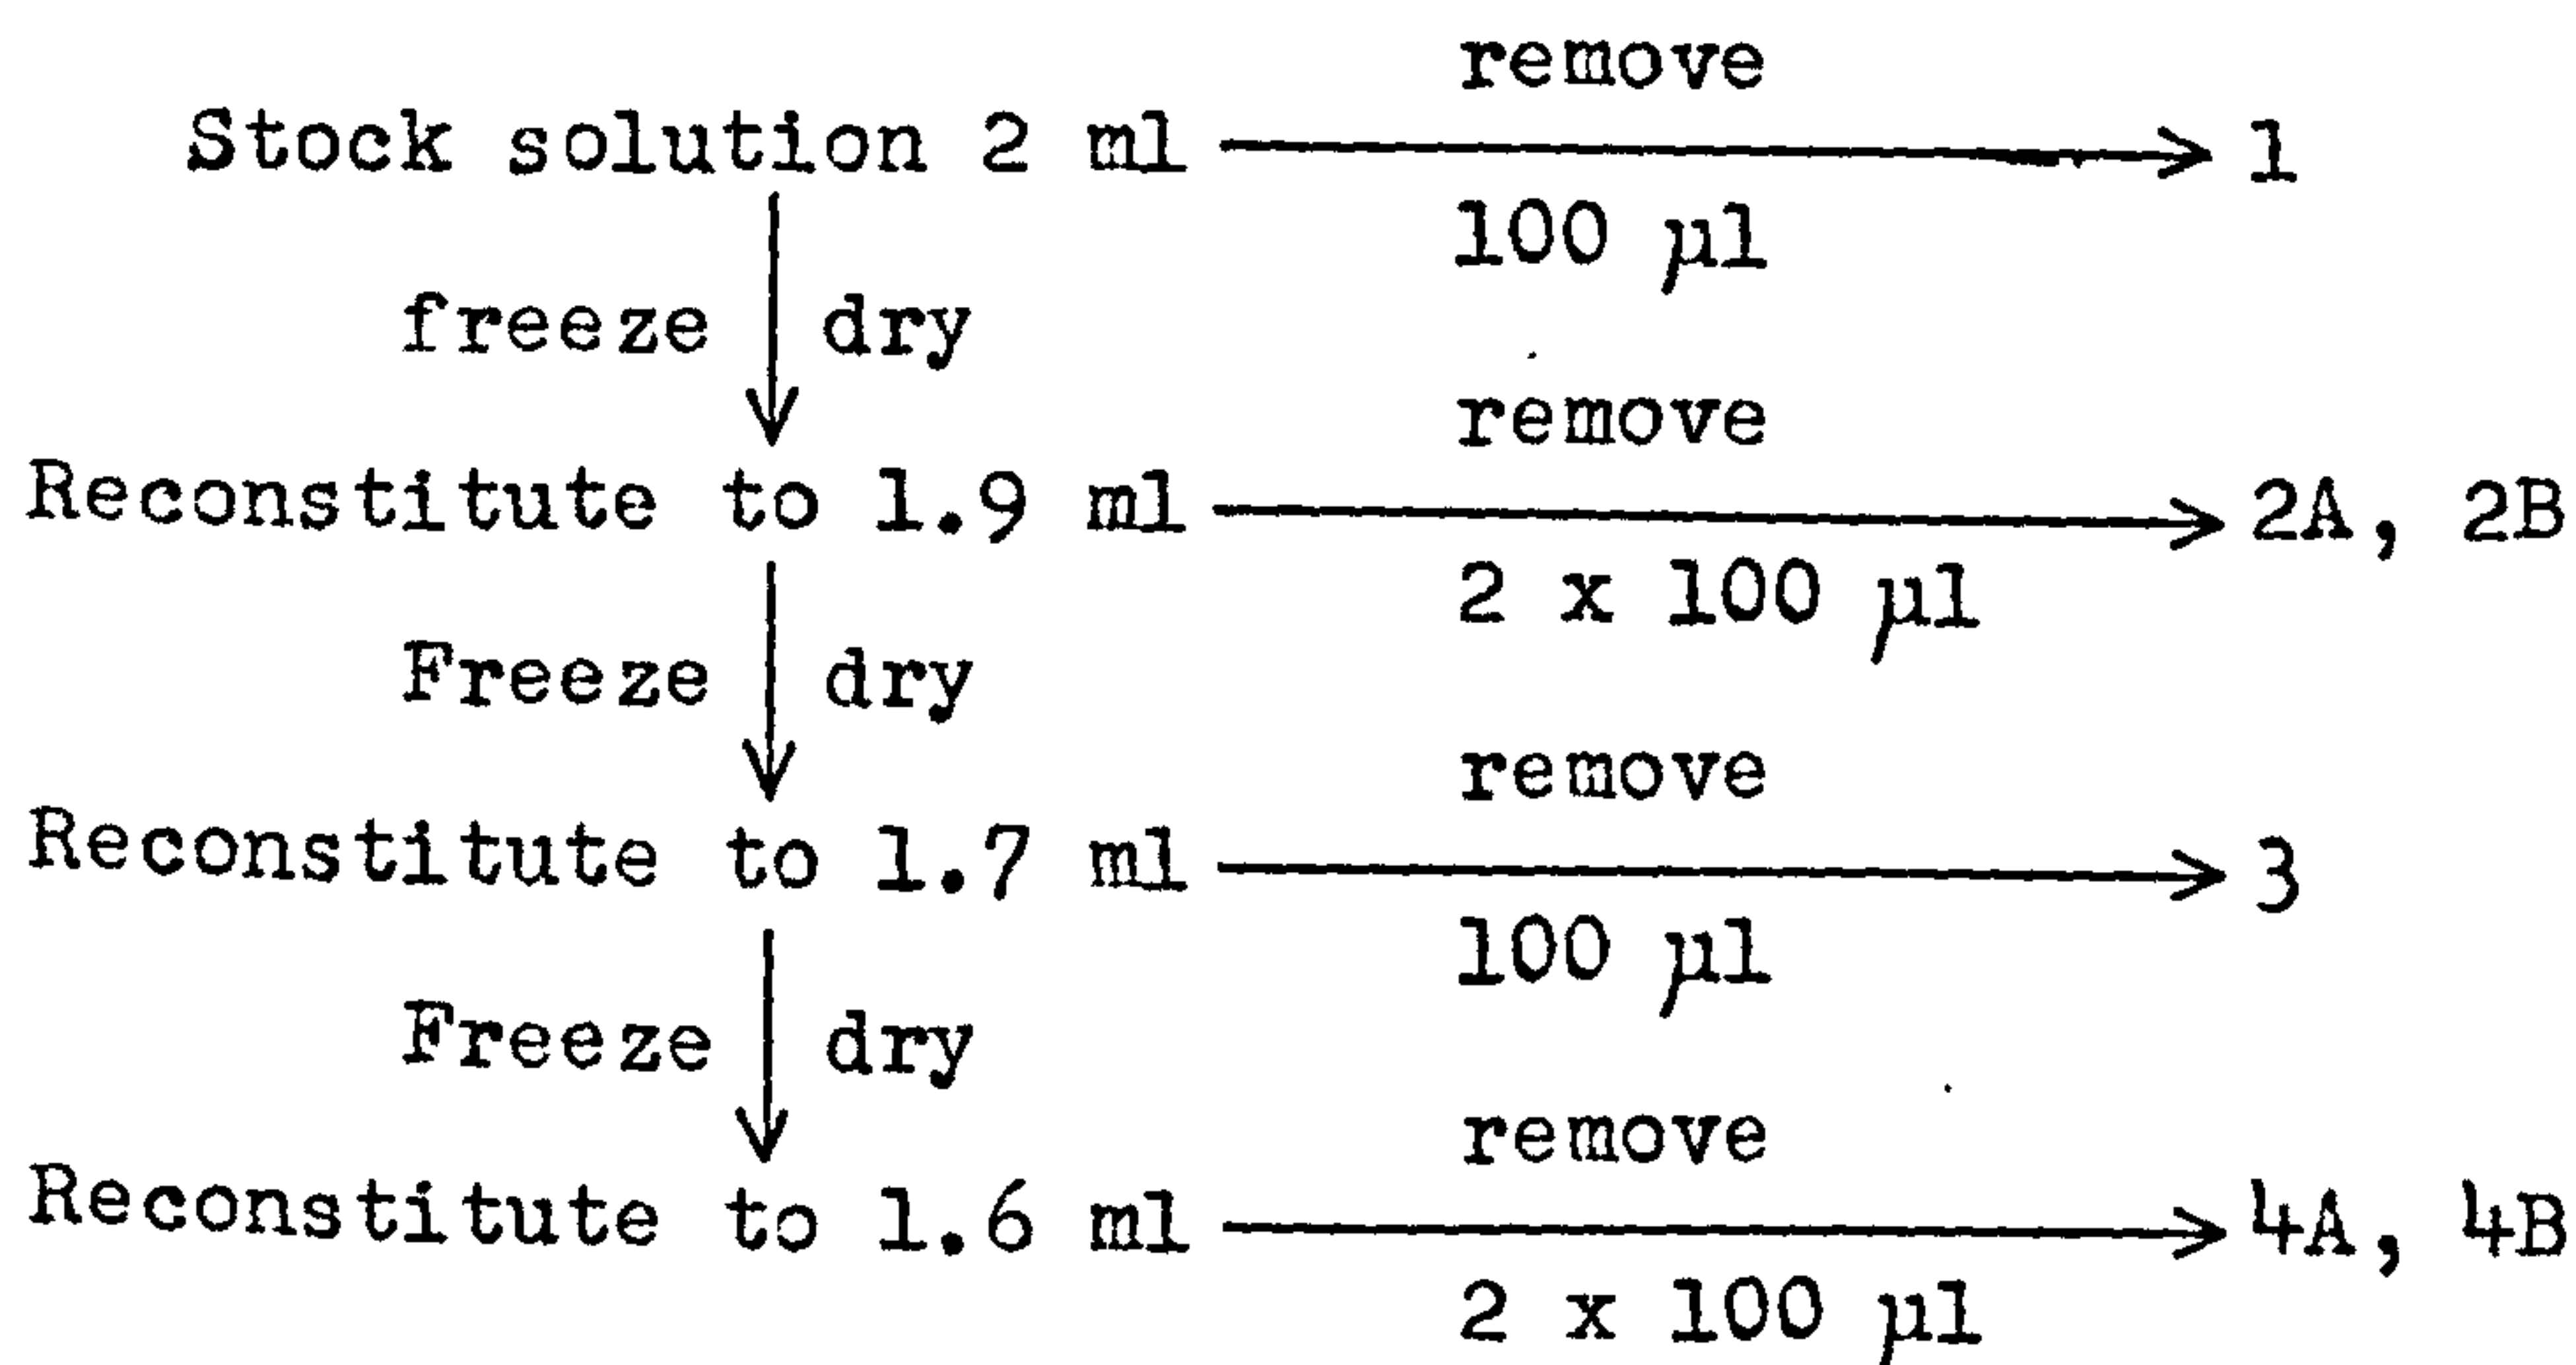 remove
Stock solution 2 ml 1
100 µl
freeze dry
remove
Reconstitute to 1.9 ml 2A, 2B
2 x 100 µl
Freeze dry
remove
Reconstitute to 1.7 ml 3
100 µl
Freeze dry
remove
Reconstitute to 1.6 ml 4A, 4B
2 x 100 µl